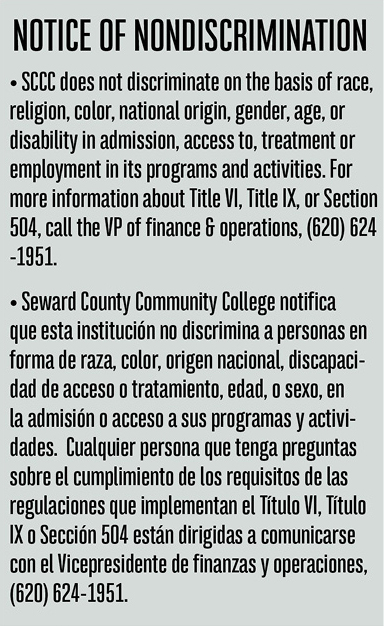 NOTICE OF NONDISCRIMINATION
• SCCC does not discriminate on the basis of race,
religion, color, national origin, gender, age, or
disability in admission, access to, treatment or
employment in its programs and activities. For
more information about Title VI, Title IX, or Section
504, call the VP of finance & operations, (620) 624
-1951.
• Seward County Community College notifica
que esta institución no discrimina a personas en
forma de raza, color, origen nacional, discapaci-
dad de acceso o tratamiento, edad, o sexo, en
la admisión o acceso a sus programas y activi-
dades.  Cualquier persona que tenga preguntas
sobre el cumplimiento de los requisitos de las
regulaciones que implementan el Título VI, Título
IX o Sección 504 están dirigidas a comunicarse
con el Vicepresidente de finanzas y operaciones,
(620) 624-1951.